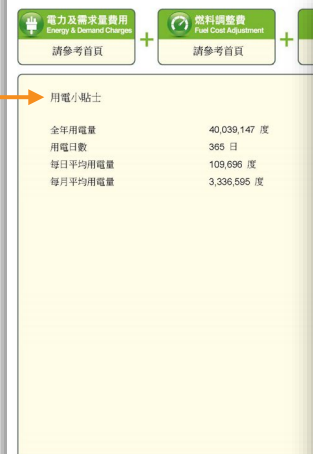 電力及需求量費用
Energy & Demand Charges
請參考首頁
+
燃料調整費
Fuel Cost Adjustment
請參考首頁
+
用電小貼士
全年用電量 40,039,147 度
用電日數 365 日
每日平均用電量 109,696 度
每月平均用電量 3,336,595 度